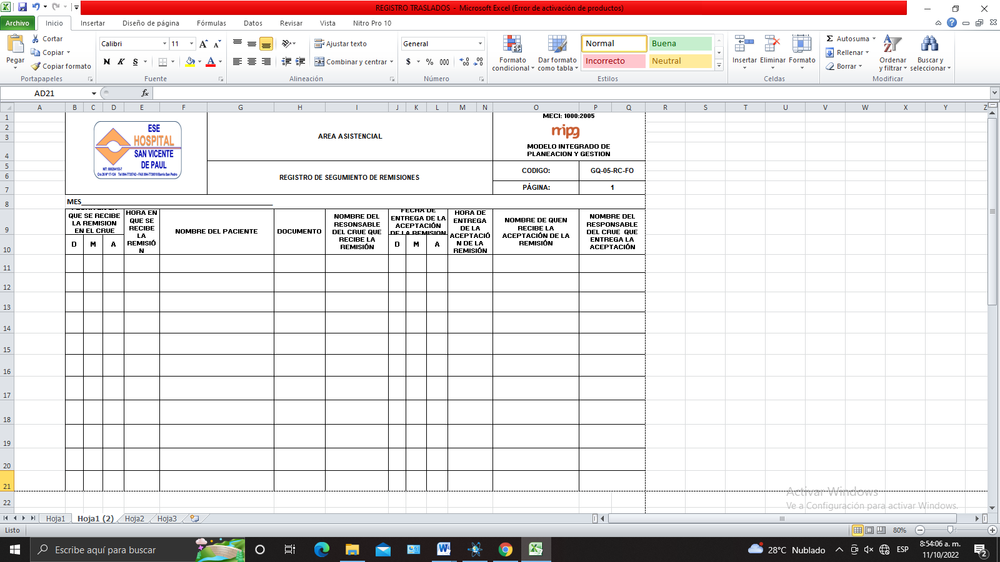 REGISTRO TRASLADOS - Microsoft Excel (Error de activación de productos)
Archivo Inicio Insertar Diseño de página Fórmulas Datos Revisar Vista Nitro Pro 10
Pegar
Cortar
Copiar
Copiar formato
Portapapeles
Calibri 11
N K S
Fuente
Ajustar texto
Combinar y centrar
Alineación
General
$ % 000
Número
Formato condicional
Dar formato como tabla
Normal Buena
Incorrecto Neutral
Estilos
Insertar Eliminar Formato
Celdas
Σ Autosuma
Rellenar
Borrar
Ordenar y filtrar
Buscar y seleccionar
Modificar
AD21 fx
A B C D E F G H I J K L M N O P Q R S T U V W X Y Z
1
2
3
4
5
6
7
8
9
10
11
12
13
14
15
16
17
18
19
20
21
22
ESE
HOSPITAL
SAN VICENTE
DE PAUL
AREA ASISTENCIAL
MECI: 1000:2005
mipg
MODELO INTEGRADO DE
PLANEACION Y GESTION
REGISTRO DE SEGUMIENTO DE REMISIONES
CODIGO: GQ-05-RC-FO
PÁGINA: 1
MES
QUE SE RECIBE
LA REMISION
EN EL CRUE
D M A
HORA EN
QUE SE
RECIBE
LA
REMISIÓ
N
NOMBRE DEL PACIENTE
DOCUMENTO
NOMBRE DEL
RESONSABLE
DEL CRUE QUE
RECIBE LA
REMISIÓN
FECHA DE
ENTREGA DE LA
ACEPTACIÓN
DE LA REMISION
D M A
HORA DE
ENTREGA
DE LA
ACEPTACIÓ
N DE LA
REMISIÓN
NOMBRE DE QUEN
RECIBE LA
ACEPTACIÓN DE LA
REMISIÓN
NOMBRE DEL
RESPONSABLE
DEL CRUE QUE
ENTREGA LA
ACEPTACIÓN
Activar Windows
Ve a Configuración para activar Windows.
Hoja1 Hoja1 (2) Hoja2 Hoja3
Listo 80%
Escribe aquí para buscar
28°C Nublado
ESP
8:54:06 a. m.
11/10/2022
2